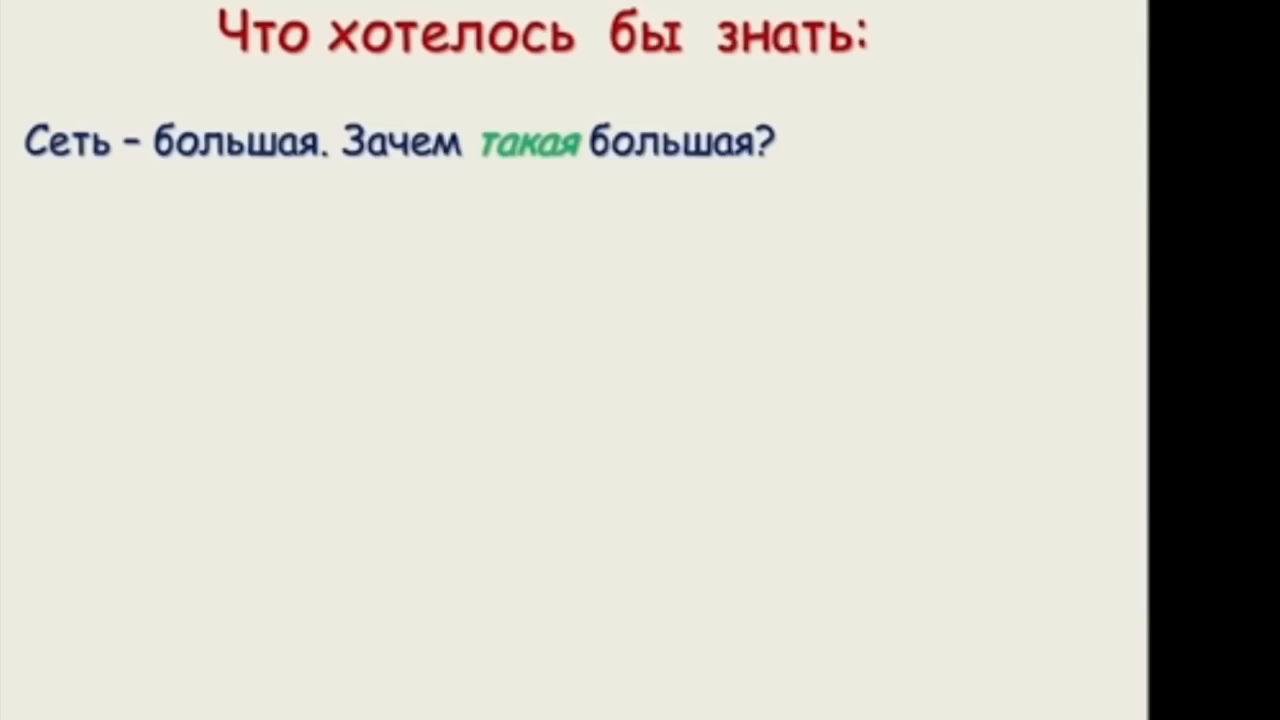 Что хотелось бы знать:
Сеть – большая. Зачем такая большая?